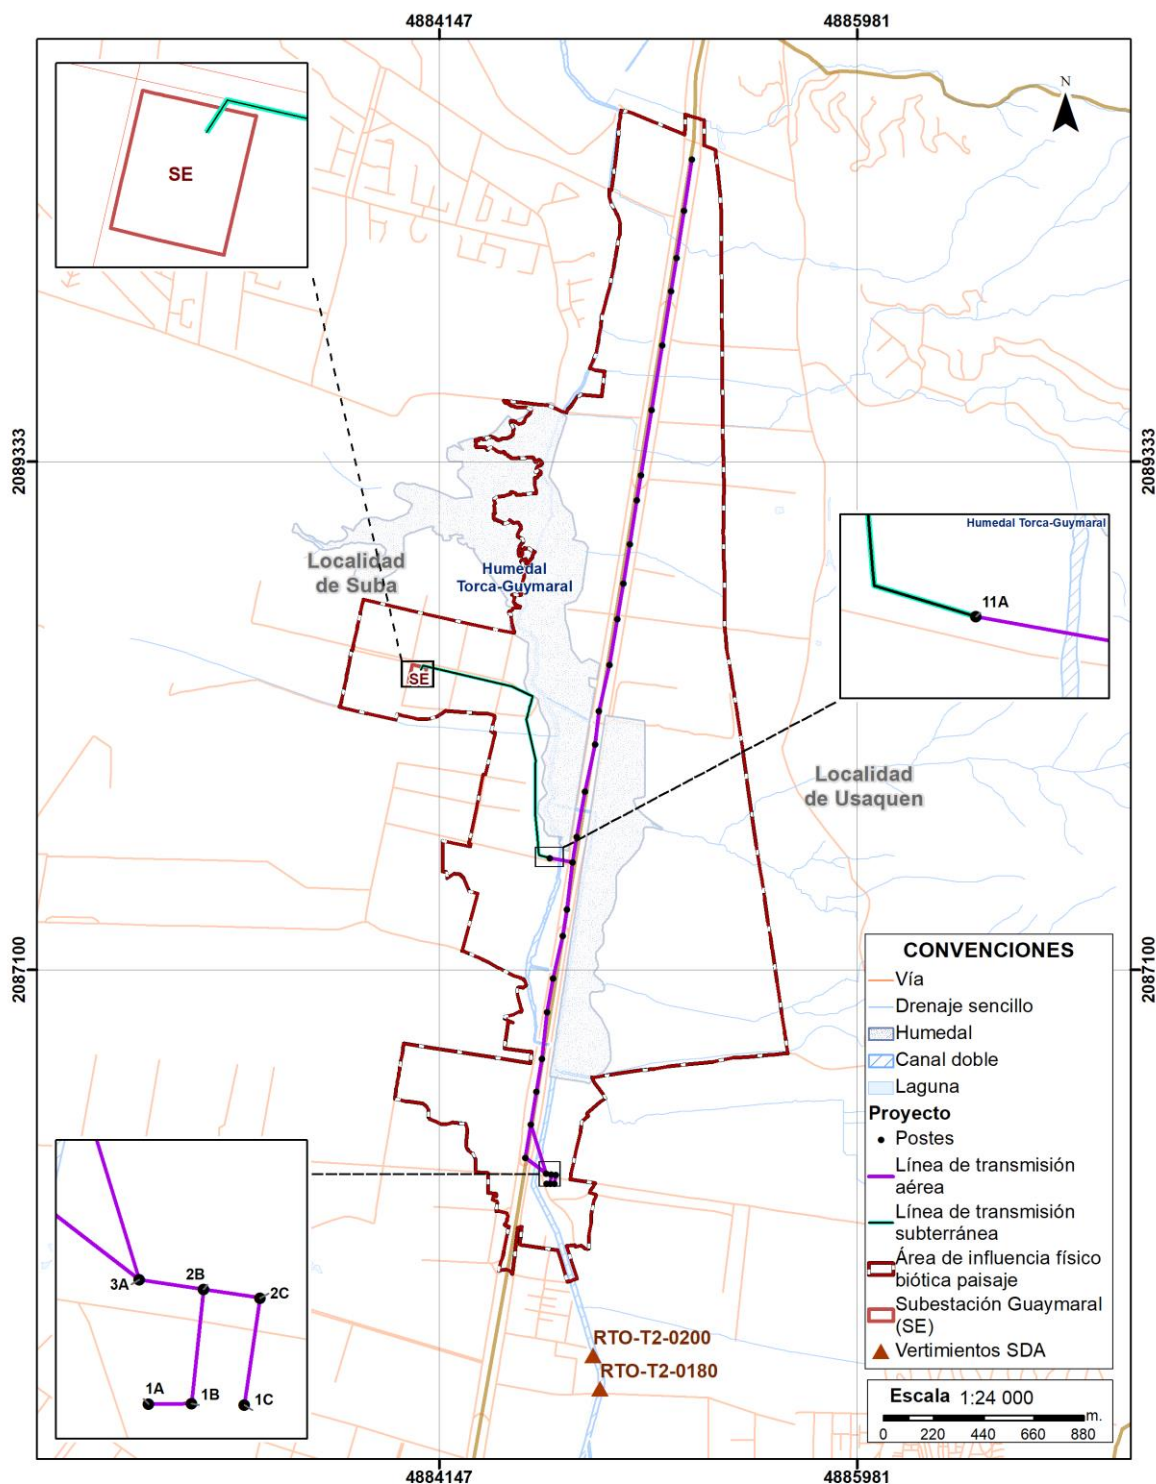 4884147
4885981
N
SE
2089333
2089333
Humedal Torca-Guymaral
11A
Localidad
de Suba
Humedal
Torca-Guymaral
SE
Localidad
de Usaquen
2087100
2087100
CONVENCIONES
Vía
Drenaje sencillo
Humedal
Canal doble
Laguna
Proyecto
Postes
Línea de transmisión
aérea
Línea de transmisión
subterránea
Área de influencia físico
biótica paisaje
Subestación Guaymaral
(SE)
Vertimientos SDA
3A
2B
2C
1A
1B
1C
RTO-T2-0200
RTO-T2-0180
Escala 1:24 000
m.
0 220 440 660 880
4884147
4885981